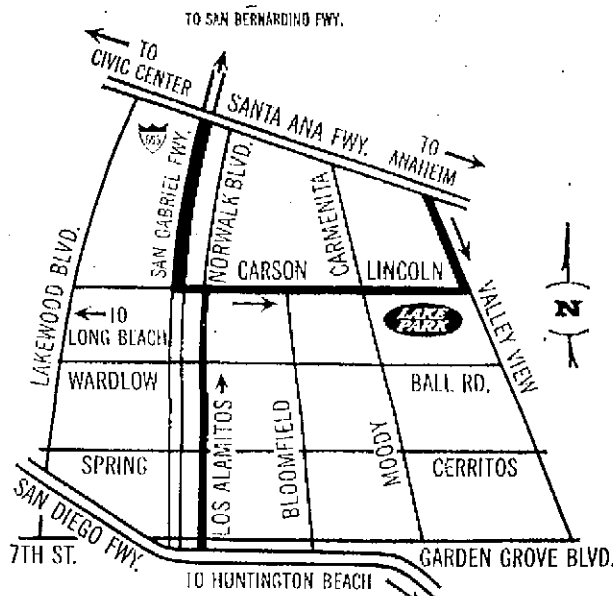 TO SAN BERNARDINO FWY.
TO
CIVIC CENTER
SANTA ANA FWY.
TO
ANAHEIM
605
SAN GABRIEL FWY.
NORWALK BLVD.
CARMENITA
LAKEWOOD BLVD.
CARSON
LINCOLN
TO
LONG BEACH
LAKE
PARK
VALLEY VIEW
N
WARDLOW
BALL RD.
LOS ALAMITOS
BLOOMFIELD
MOODY
SPRING
CERRITOS
SAN DIEGO FWY.
7TH ST.
GARDEN GROVE BLVD.
TO HUNTINGTON BEACH